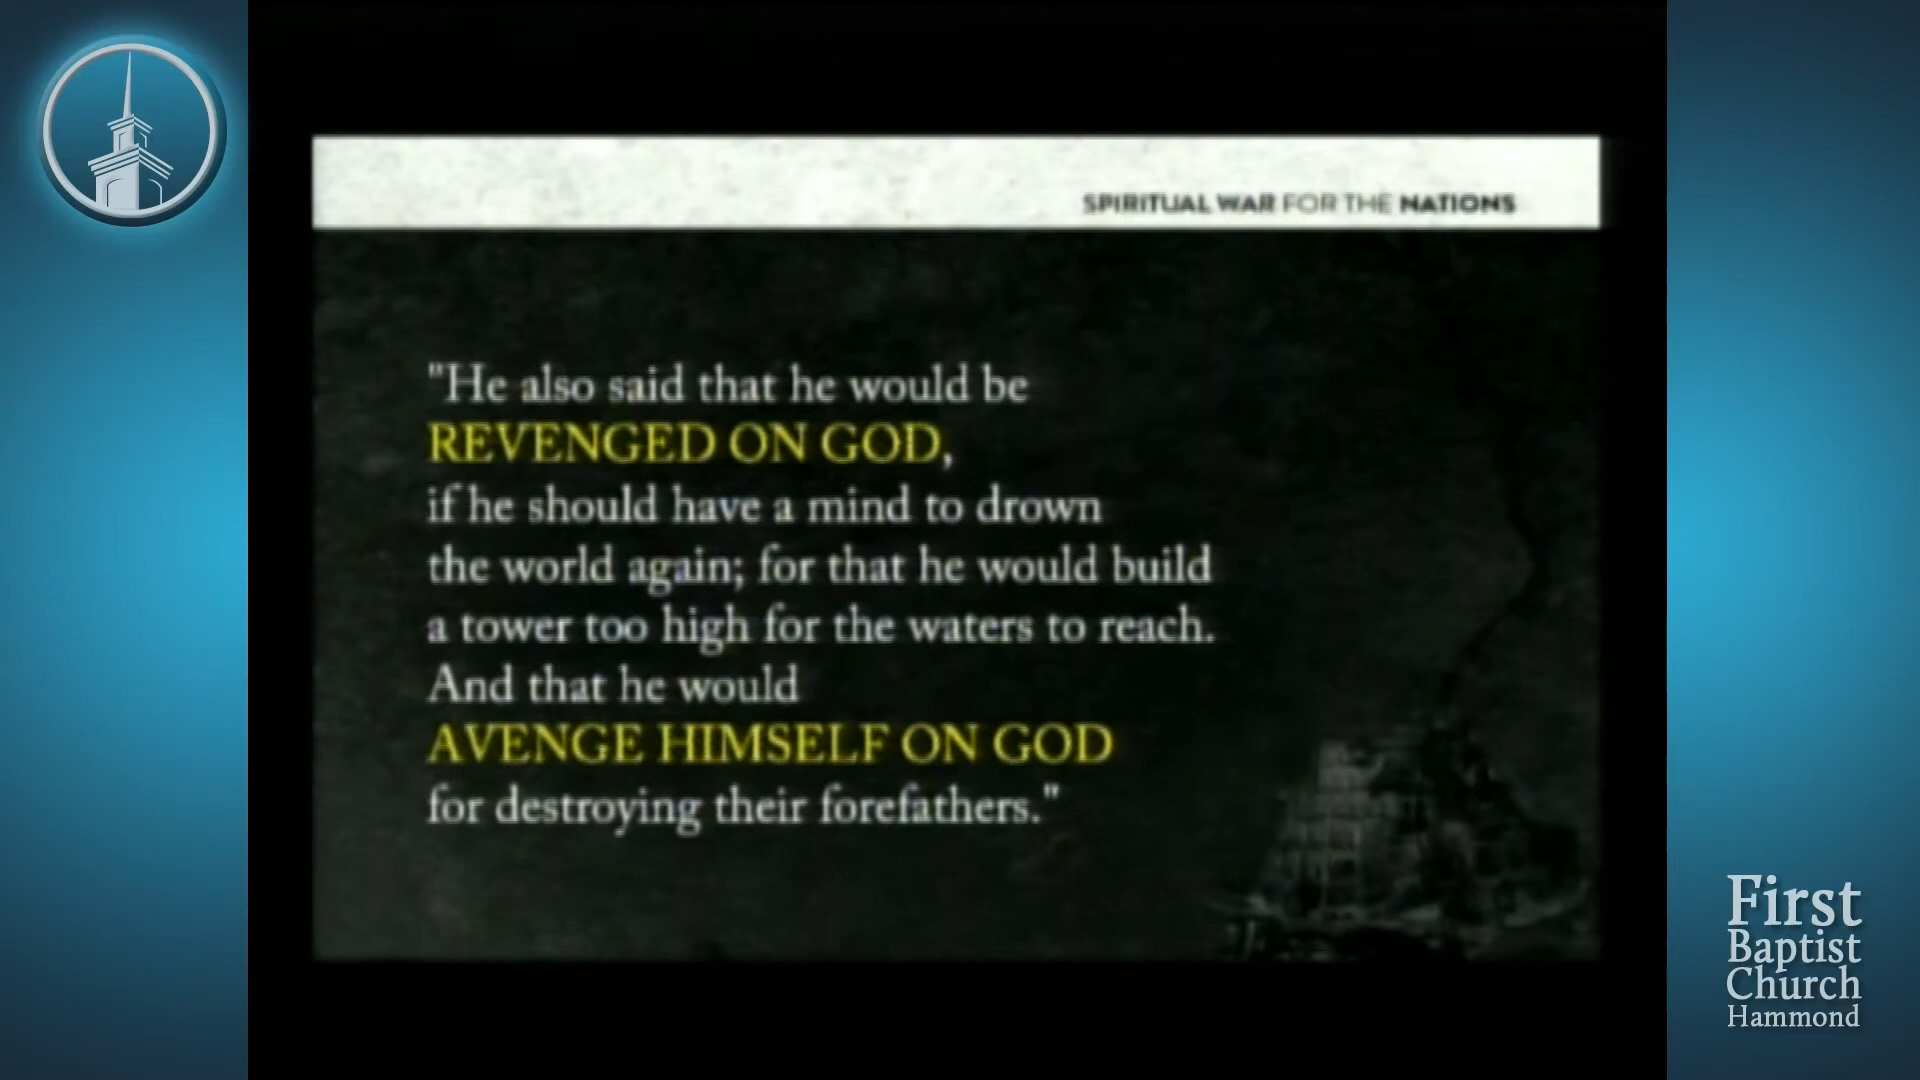 SPIRITUAL WAR FOR THE NATIONS
"He also said that he would be
REVENGED ON GOD,
if he should have a mind to drown
the world again; for that he would build
a tower too high for the waters to reach.
And that he would
AVENGE HIMSELF ON GOD
for destroying their forefathers."
First
Baptist
Church
Hammond